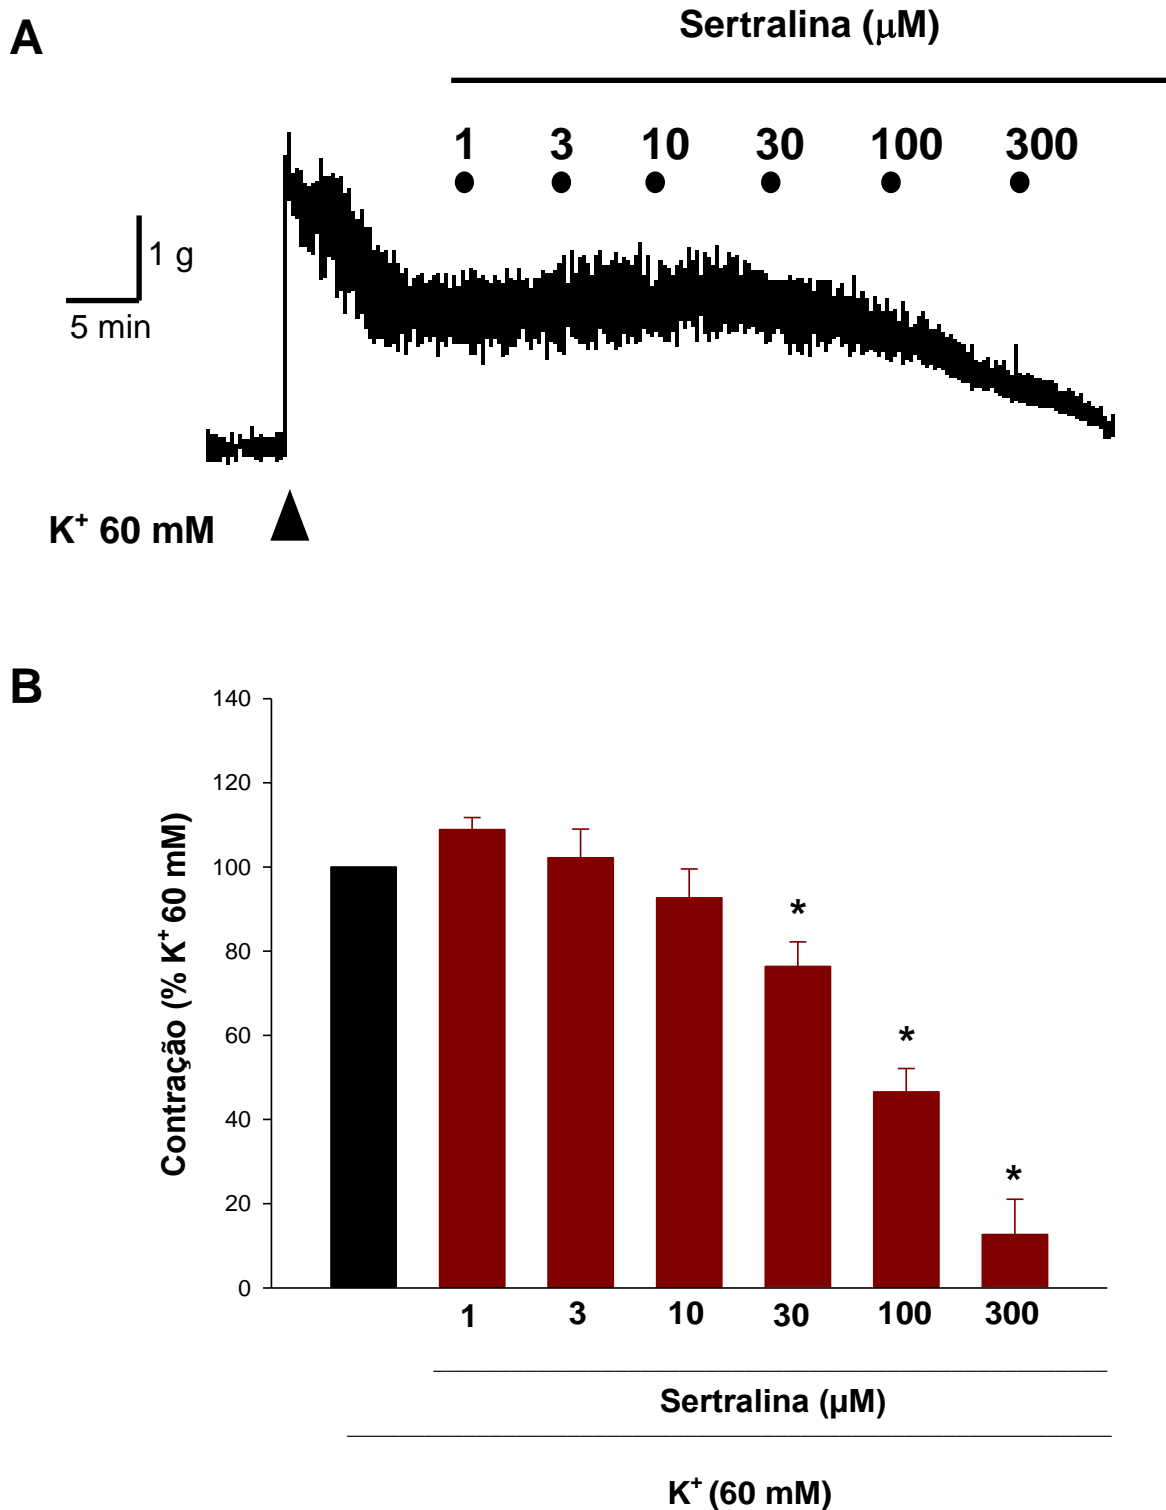 A
Sertralina (μM)
1 3 10 30 100 300
1 g
5 min
K⁺ 60 mM
B
140
120
100
80
60
40
20
0
Contração (% K⁺ 60 mM)
*
*
*
1 3 10 30 100 300
Sertralina (μM)
K⁺ (60 mM)